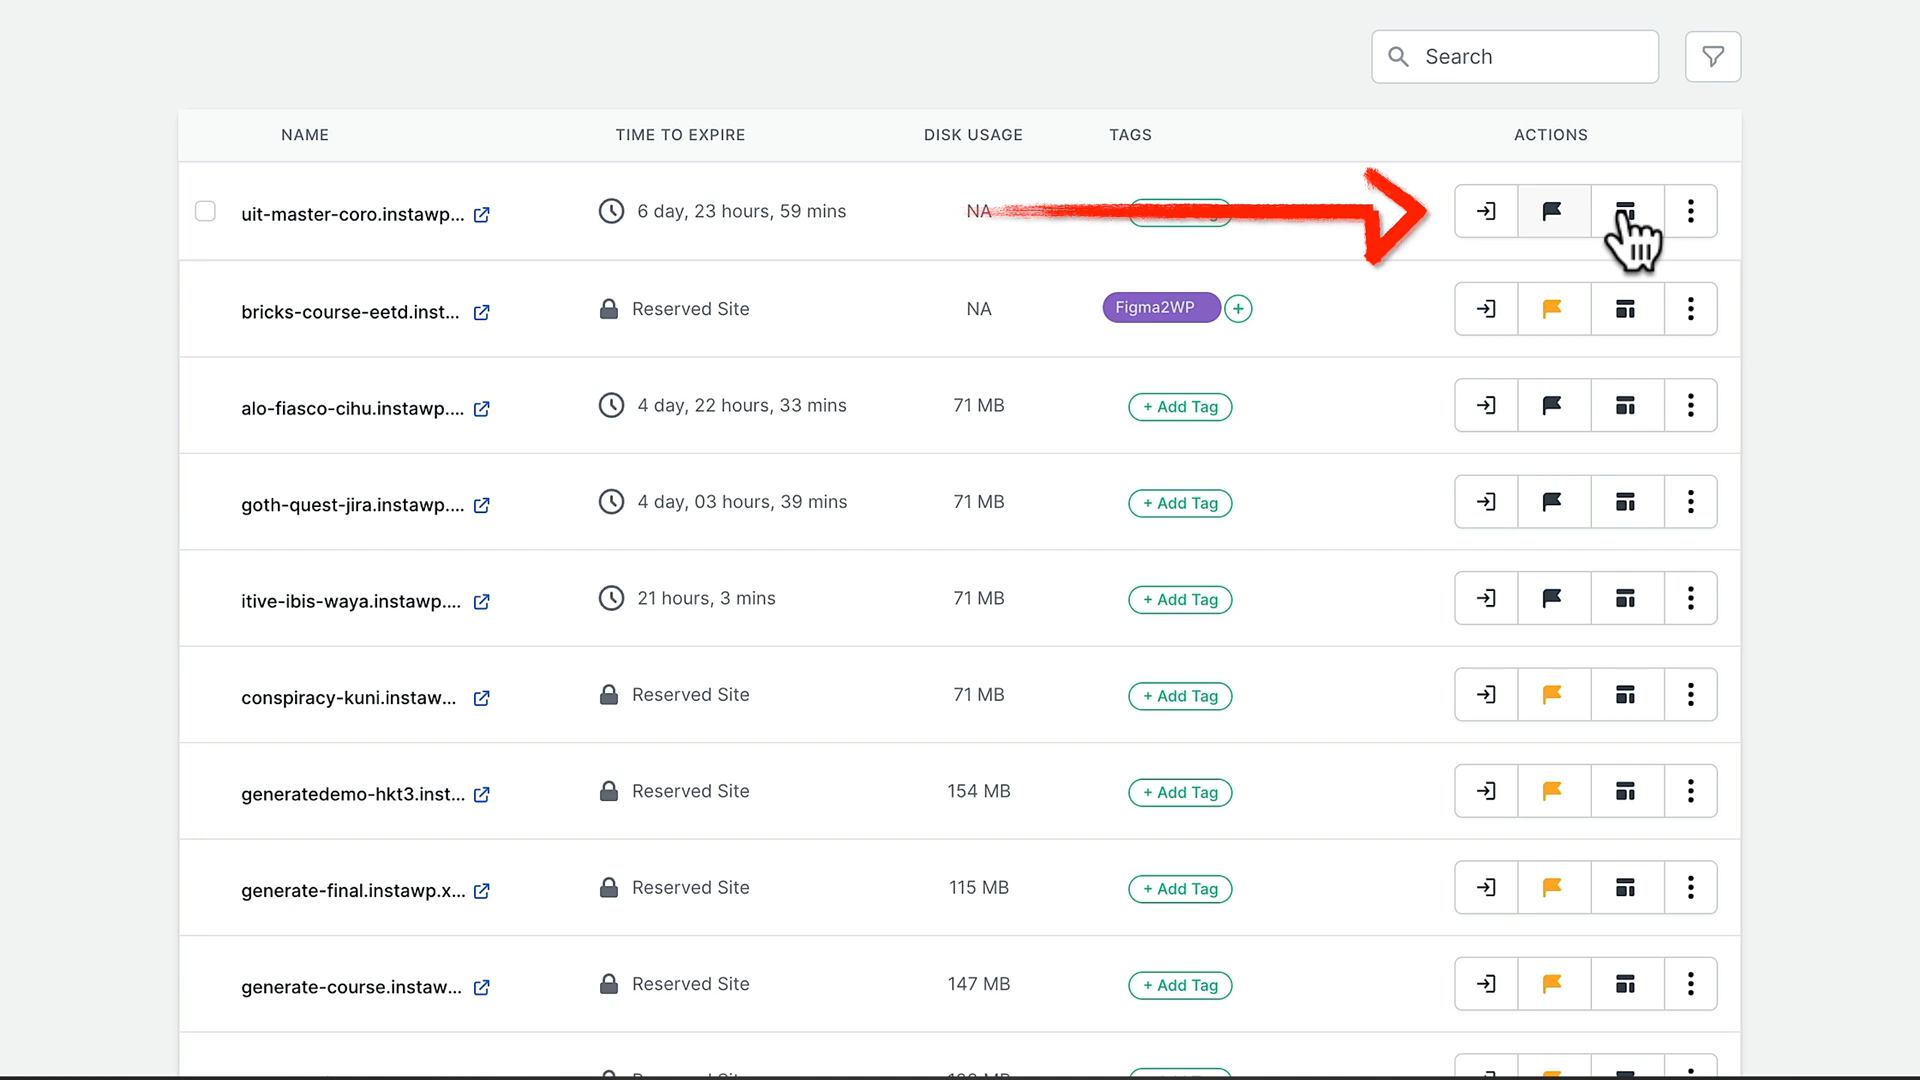 Search
NAME TIME TO EXPIRE DISK USAGE TAGS ACTIONS
uit-master-coro.instawp... 6 day, 23 hours, 59 mins NA
bricks-course-eetd.inst... Reserved Site NA Figma2WP +
alo-fiasco-cihu.instawp.... 4 day, 22 hours, 33 mins 71 MB + Add Tag
goth-quest-jira.instawp.... 4 day, 03 hours, 39 mins 71 MB + Add Tag
itive-ibis-waya.instawp.... 21 hours, 3 mins 71 MB + Add Tag
conspiracy-kuni.instaw... Reserved Site 71 MB + Add Tag
generatedemo-hkt3.inst... Reserved Site 154 MB + Add Tag
generate-final.instawp.x... Reserved Site 115 MB + Add Tag
generate-course.instaw... Reserved Site 147 MB + Add Tag